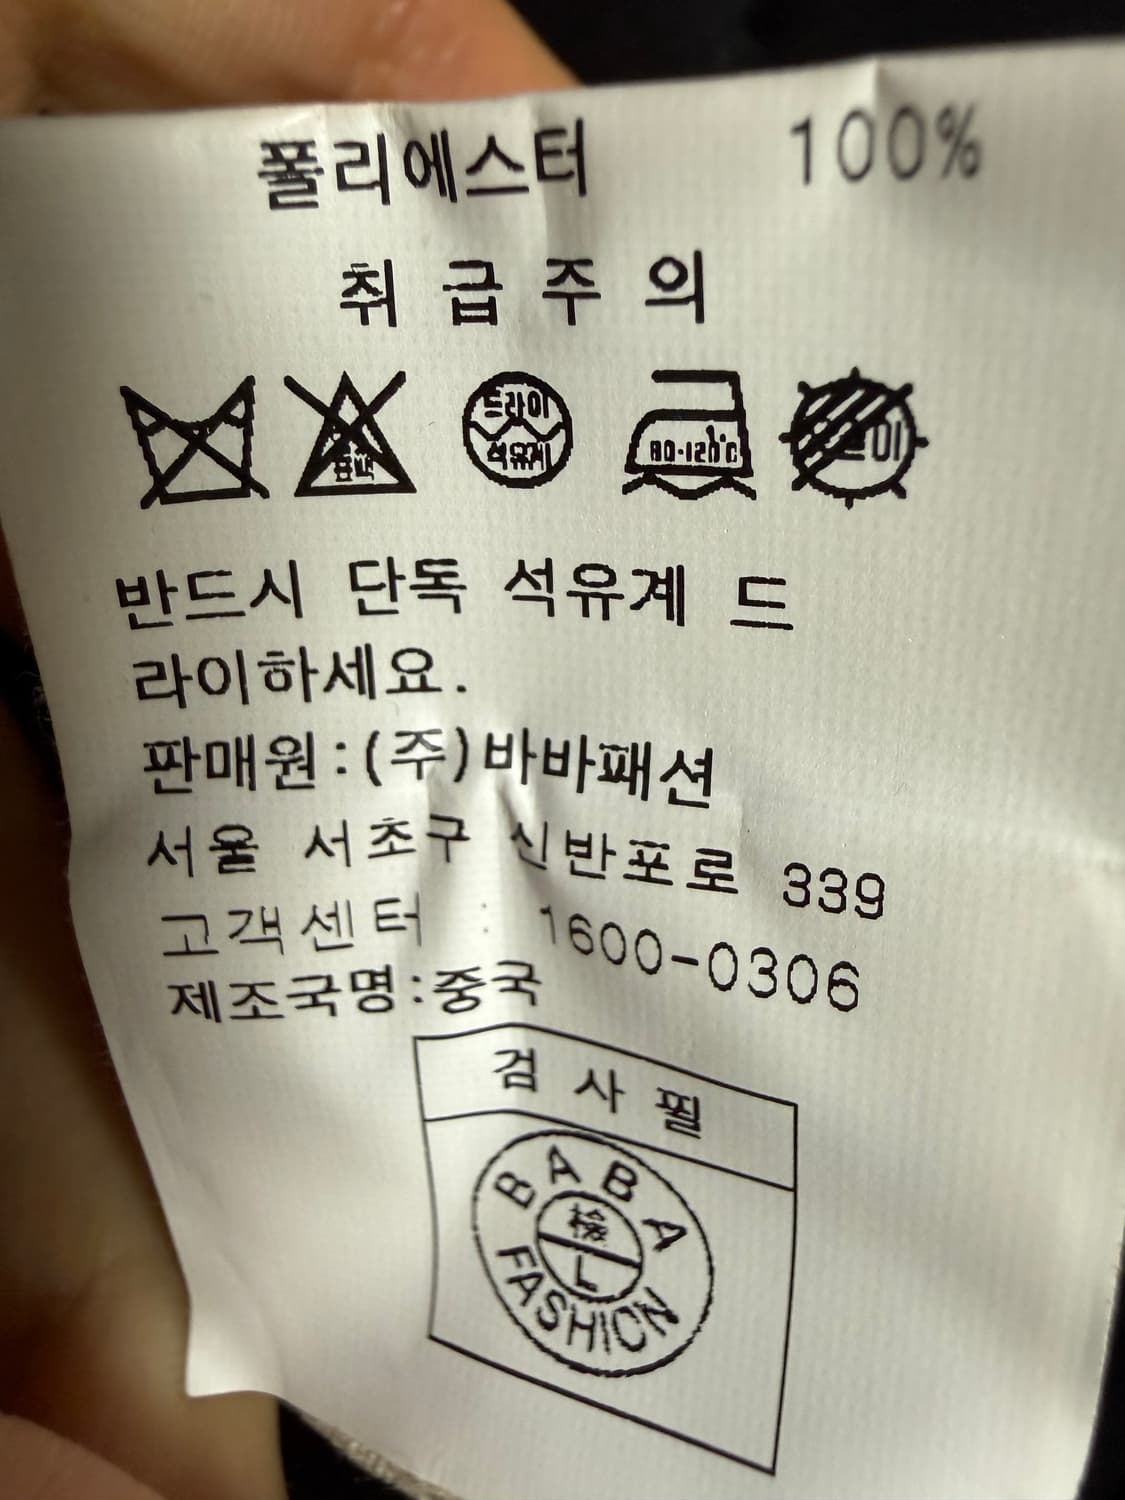 폴리에스터 100%
취급주의
표백
드라이
석유계
80-120℃
반드시 단독 석유계 드
라이하세요.
판매원:(주)바바패션
서울 서초구 신반포로 339
고객센터 : 1600-0306
제조국명:중국
검사필
BABA
檢
L
FASHION